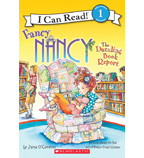 I Can Read! 1
Fancy
NANCY
The Dazzling
Book
Report
by Jane O'Connor
SCHOLASTIC